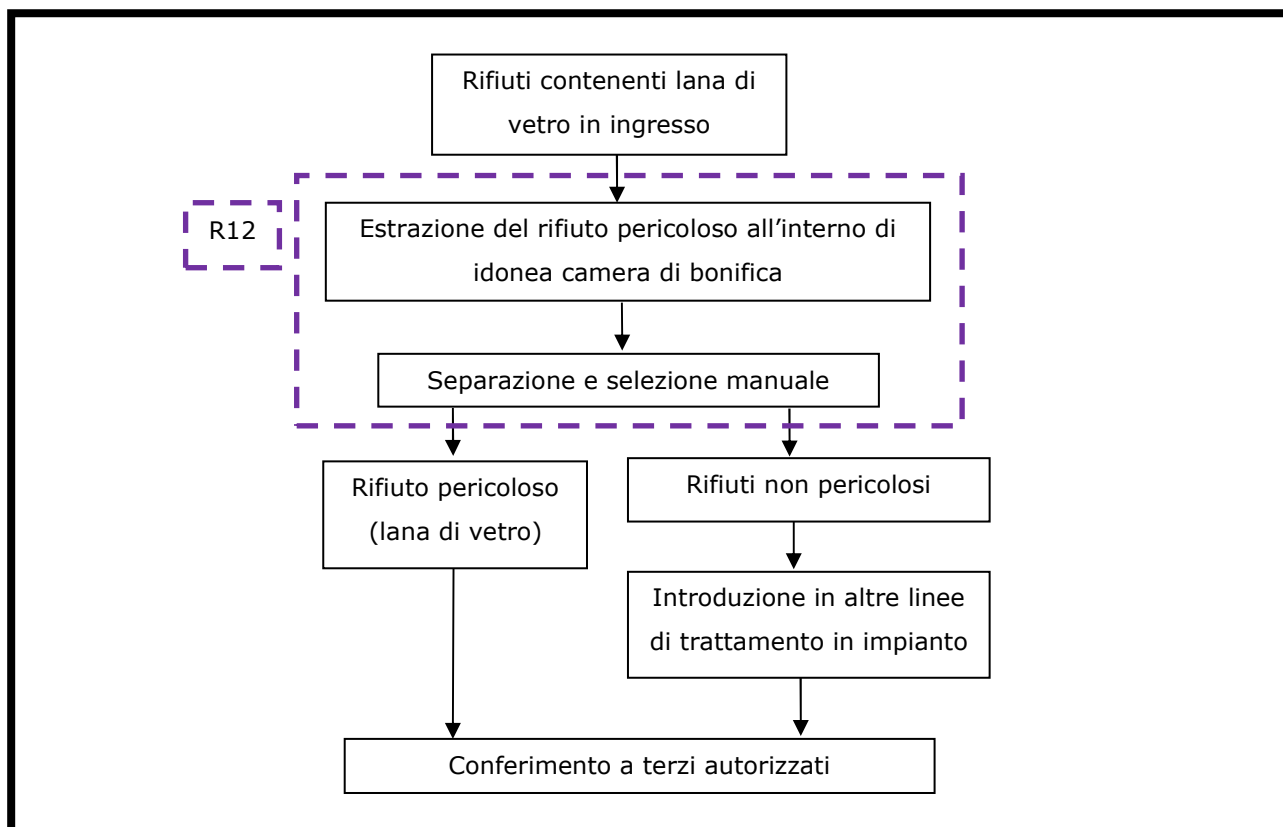 Rifiuti contenenti lana di
vetro in ingresso
R12
Estrazione del rifiuto pericoloso all'interno di
idonea camera di bonifica
Separazione e selezione manuale
Rifiuto pericoloso
(lana di vetro)
Rifiuti non pericolosi
Introduzione in altre linee
di trattamento in impianto
Conferimento a terzi autorizzati